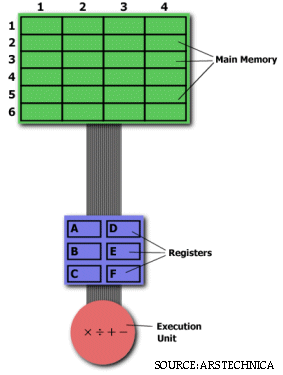 1 2 3 4
1
2
3
4
5
6
Main Memory
A D
B E
C F
Registers
× ÷ + −
Execution
Unit
SOURCE:ARSTECHNICA